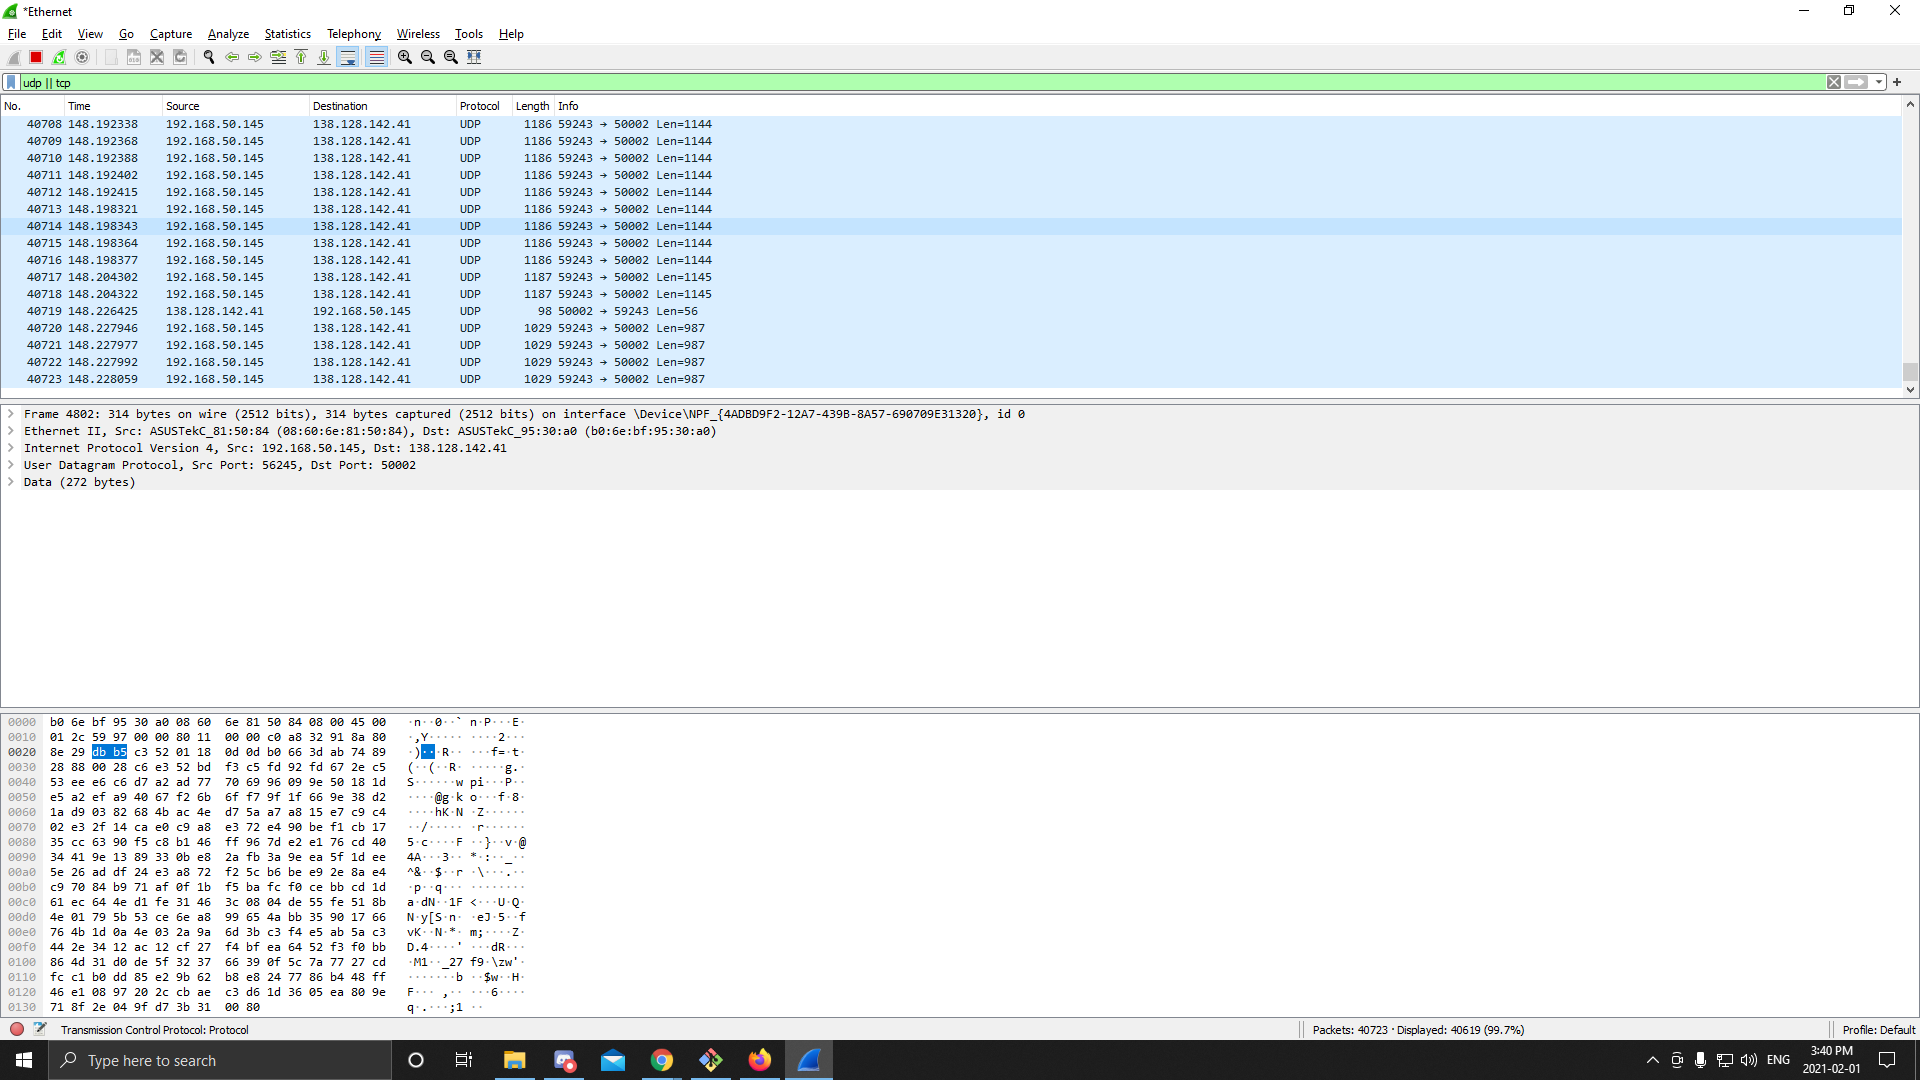 *Ethernet
File Edit View Go Capture Analyze Statistics Telephony Wireless Tools Help
udp || tcp
No. Time Source Destination Protocol Length Info
40708 148.192338 192.168.50.145 138.128.142.41 UDP 1186 59243 → 50002 Len=1144
40709 148.192368 192.168.50.145 138.128.142.41 UDP 1186 59243 → 50002 Len=1144
40710 148.192388 192.168.50.145 138.128.142.41 UDP 1186 59243 → 50002 Len=1144
40711 148.192402 192.168.50.145 138.128.142.41 UDP 1186 59243 → 50002 Len=1144
40712 148.192415 192.168.50.145 138.128.142.41 UDP 1186 59243 → 50002 Len=1144
40713 148.198321 192.168.50.145 138.128.142.41 UDP 1186 59243 → 50002 Len=1144
40714 148.198343 192.168.50.145 138.128.142.41 UDP 1186 59243 → 50002 Len=1144
40715 148.198364 192.168.50.145 138.128.142.41 UDP 1186 59243 → 50002 Len=1144
40716 148.198377 192.168.50.145 138.128.142.41 UDP 1186 59243 → 50002 Len=1144
40717 148.204302 192.168.50.145 138.128.142.41 UDP 1187 59243 → 50002 Len=1145
40718 148.204322 192.168.50.145 138.128.142.41 UDP 1187 59243 → 50002 Len=1145
40719 148.226425 138.128.142.41 192.168.50.145 UDP 98 50002 → 59243 Len=56
40720 148.227946 192.168.50.145 138.128.142.41 UDP 1029 59243 → 50002 Len=987
40721 148.227977 192.168.50.145 138.128.142.41 UDP 1029 59243 → 50002 Len=987
40722 148.227992 192.168.50.145 138.128.142.41 UDP 1029 59243 → 50002 Len=987
40723 148.228059 192.168.50.145 138.128.142.41 UDP 1029 59243 → 50002 Len=987
Frame 4802: 314 bytes on wire (2512 bits), 314 bytes captured (2512 bits) on interface \Device\NPF_{4ADBD9F2-12A7-439B-8A57-690709E31320}, id 0
Ethernet II, Src: ASUSTekC_81:50:84 (08:60:6e:81:50:84), Dst: ASUSTekC_95:30:a0 (b0:6e:bf:95:30:a0)
Internet Protocol Version 4, Src: 192.168.50.145, Dst: 138.128.142.41
User Datagram Protocol, Src Port: 56245, Dst Port: 50002
Data (272 bytes)
0000 b0 6e bf 95 30 a0 08 60 6e 81 50 84 08 00 45 00 ·n··0··` n·P···E·
0010 01 2c 59 97 00 00 80 11 00 00 c0 a8 32 91 8a 80 ·,Y····· ····2···
0020 8e 29 db b5 c3 52 01 18 0d 0d b0 66 3d ab 74 89 ·)···R·· ···f=·t·
0030 28 88 00 28 c6 e3 52 bd f3 c5 fd 92 fd 67 2e c5 (··(··R· ·····g.·
0040 53 ee e6 c6 d7 a2 ad 77 70 69 96 09 9e 50 18 1d S······w pi···P··
0050 e5 a2 ef a9 40 67 f2 6b 6f f7 9f 1f 66 9e 38 d2 ····@g·k o···f·8·
0060 1a d9 03 82 68 4b ac 4e d7 5a a7 a8 15 e7 c9 c4 ····hK·N ·Z······
0070 02 e3 2f 14 ca e0 c9 a8 e3 72 e4 90 be f1 cb 17 ··/····· ·r······
0080 35 cc 63 90 f5 c8 b1 46 ff 96 7d e2 e1 76 cd 40 5·c····F ··}··v·@
0090 34 41 9e 13 89 33 0b e8 2a fb 3a 9e ea 5f 1d ee 4A···3·· *·:··_··
00a0 5e 26 ad df 24 e3 a8 72 f2 5c b6 be e9 2e 8a e4 ^&··$··r ·\···.··
00b0 c9 70 84 b9 71 af 0f 1b f5 ba fc f0 ce bb cd 1d ·p··q··· ········
00c0 61 ec 64 4e d1 fe 31 46 3c 08 04 de 55 fe 51 8b a·dN··1F <···U·Q·
00d0 4e 01 79 5b 53 ce 6e a8 99 65 4a bb 35 90 17 66 N·y[S·n· ·eJ·5··f
00e0 76 4b 1d 0a 4e 03 2a 9a 6d 3b c3 f4 e5 ab 5a c3 vK··N·*· m;····Z·
00f0 44 2e 34 12 ac 12 cf 27 f4 bf ea 64 52 f3 f0 bb D.4····' ···dR···
0100 86 4d 31 d0 de 5f 32 37 66 39 0f 5c 7a 77 27 cd ·M1··_27 f9·\zw'·
0110 fc c1 b0 dd 85 e2 9b 62 b8 e8 24 77 86 b4 48 ff ·······b ··$w··H·
0120 46 e1 08 97 20 2c cb ae c3 d6 1d 36 05 ea 80 9e F··· ,·· ···6····
0130 71 8f 2e 04 9f d7 3b 31 00 80 q·.···;1 ··
Transmission Control Protocol: Protocol Packets: 40723 · Displayed: 40619 (99.7%) Profile: Default
Type here to search ENG 3:40 PM
2021-02-01